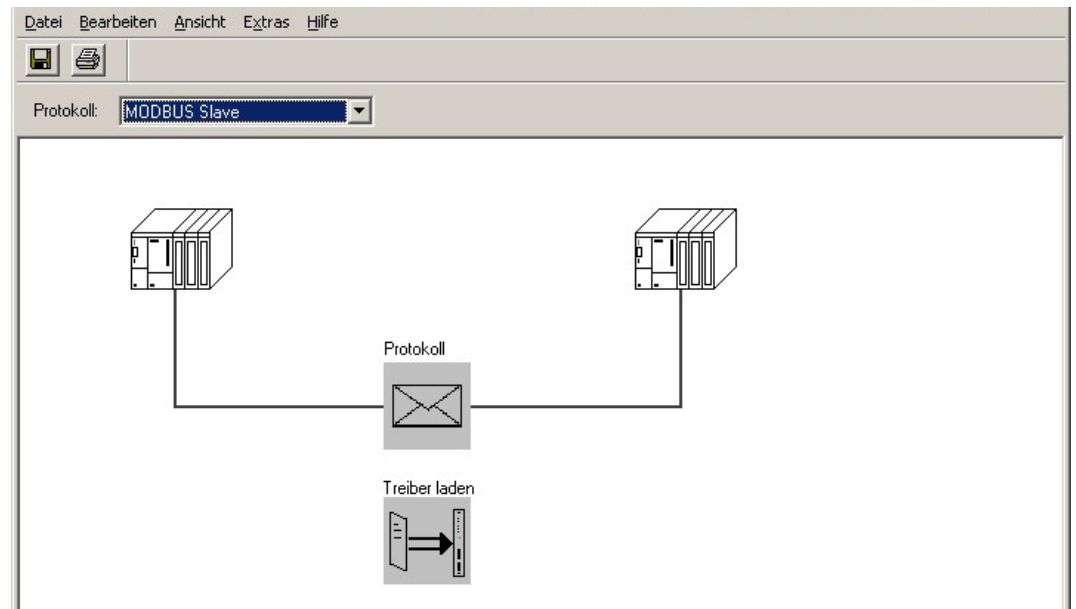 Datei Bearbeiten Ansicht Extras Hilfe
Protokoll: MODBUS Slave
Protokoll
Treiber laden